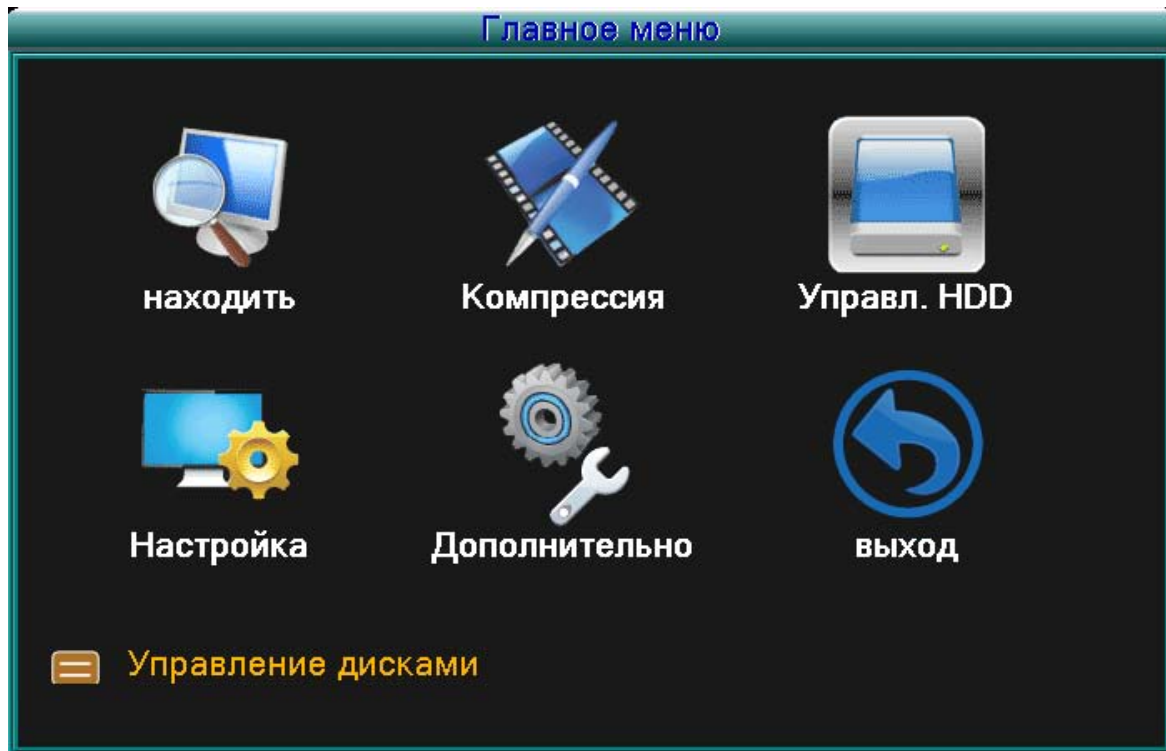 Главное меню
находить
Компрессия
Управл. HDD
Настройка
Дополнительно
выход
Управление дисками